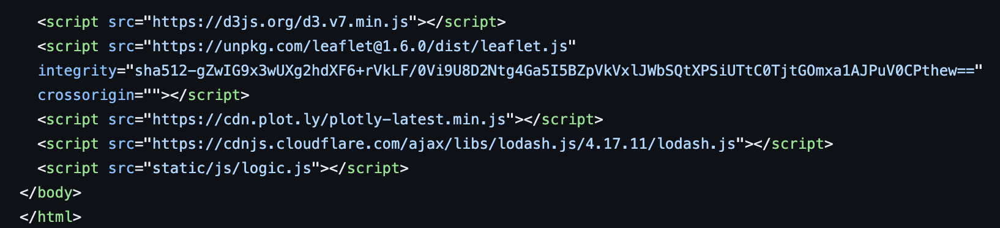 <script src="https://d3js.org/d3.v7.min.js"></script>
<script src="https://unpkg.com/leaflet@1.6.0/dist/leaflet.js"
integrity="sha512-gZwIG9x3wUXg2hdXF6+rVkLF/0Vi9U8D2Ntg4Ga5I5BZpVkVxlJWbSQtXPSiUTtC0TjtGOmxa1AJPuV0CPthew=="
crossorigin=""></script>
<script src="https://cdn.plot.ly/plotly-latest.min.js"></script>
<script src="https://cdnjs.cloudflare.com/ajax/libs/lodash.js/4.17.11/lodash.js"></script>
<script src="static/js/logic.js"></script>
</body>
</html>